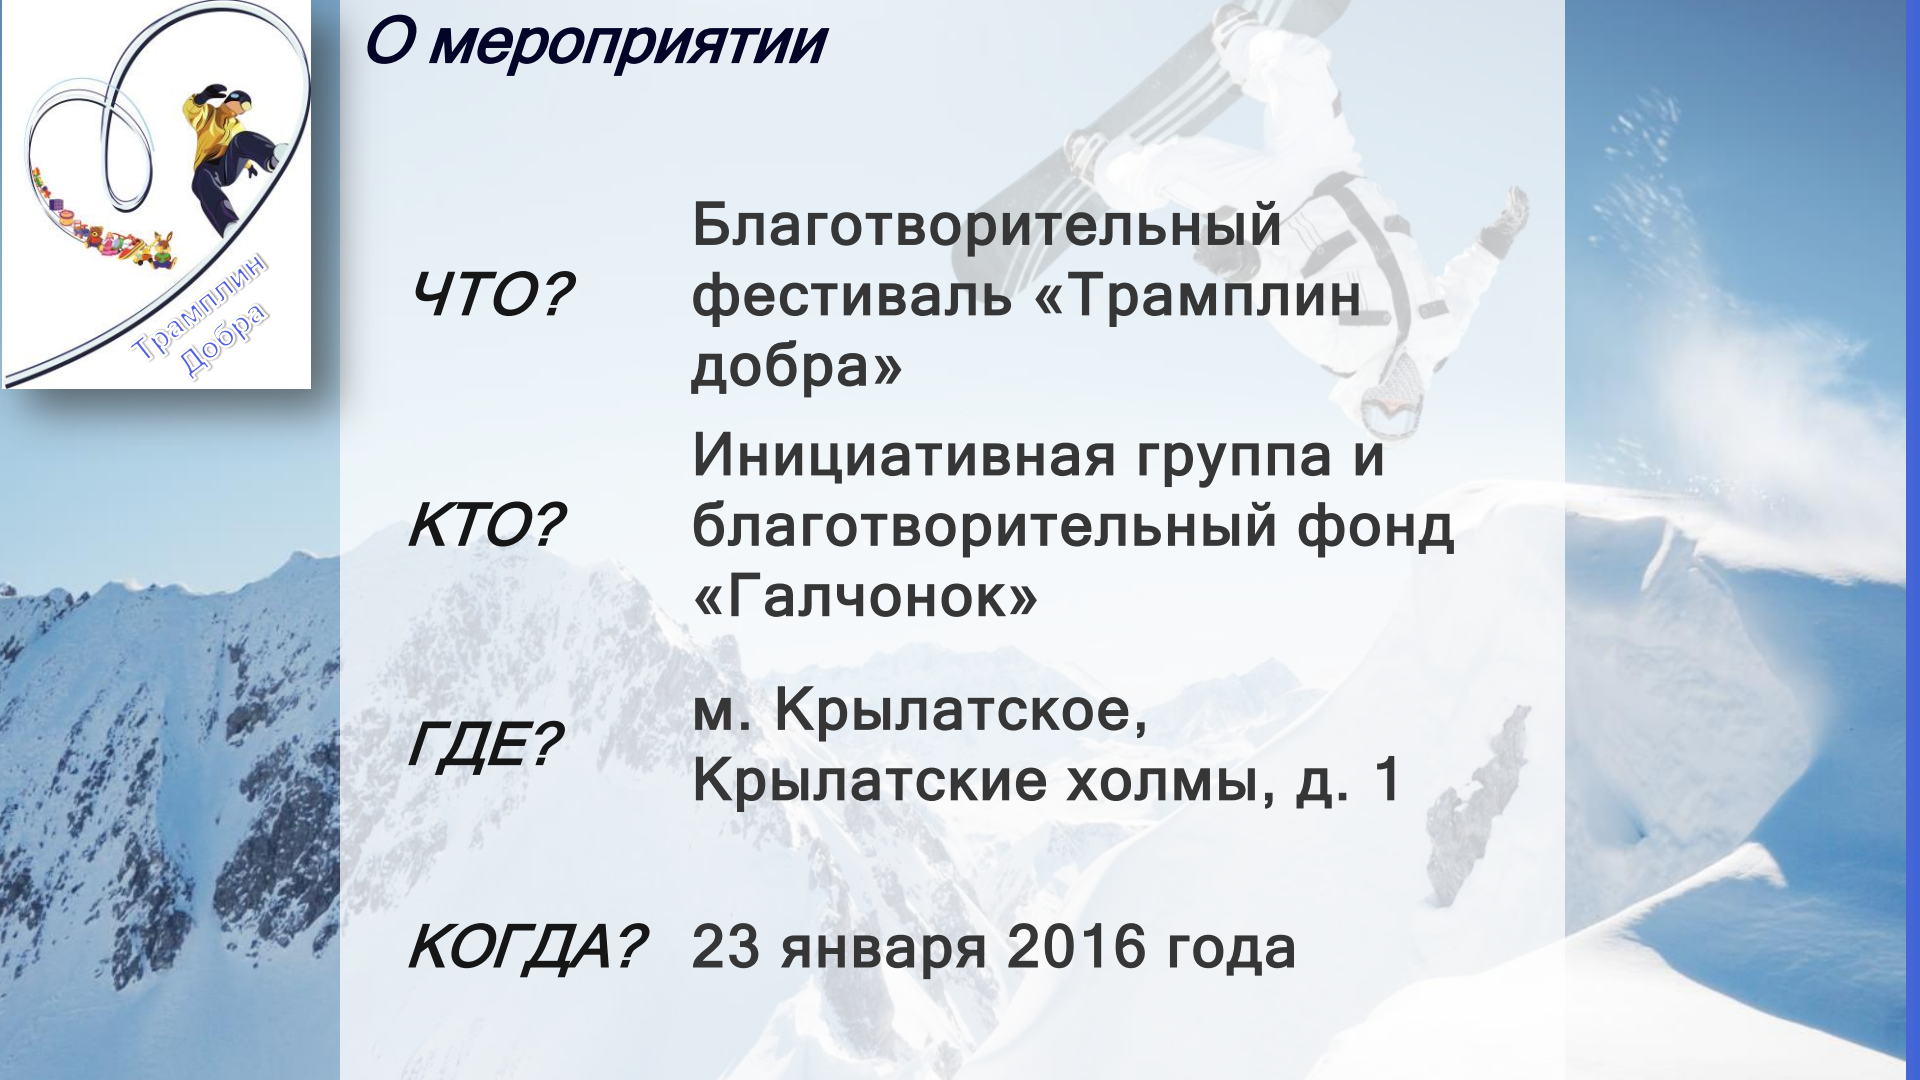 О мероприятии
Трамплин
Добра
ЧТО?
Благотворительный
фестиваль «Трамплин
добра»
КТО?
Инициативная группа и
благотворительный фонд
«Галчонок»
ГДЕ?
м. Крылатское,
Крылатские холмы, д. 1
КОГДА?
23 января 2016 года